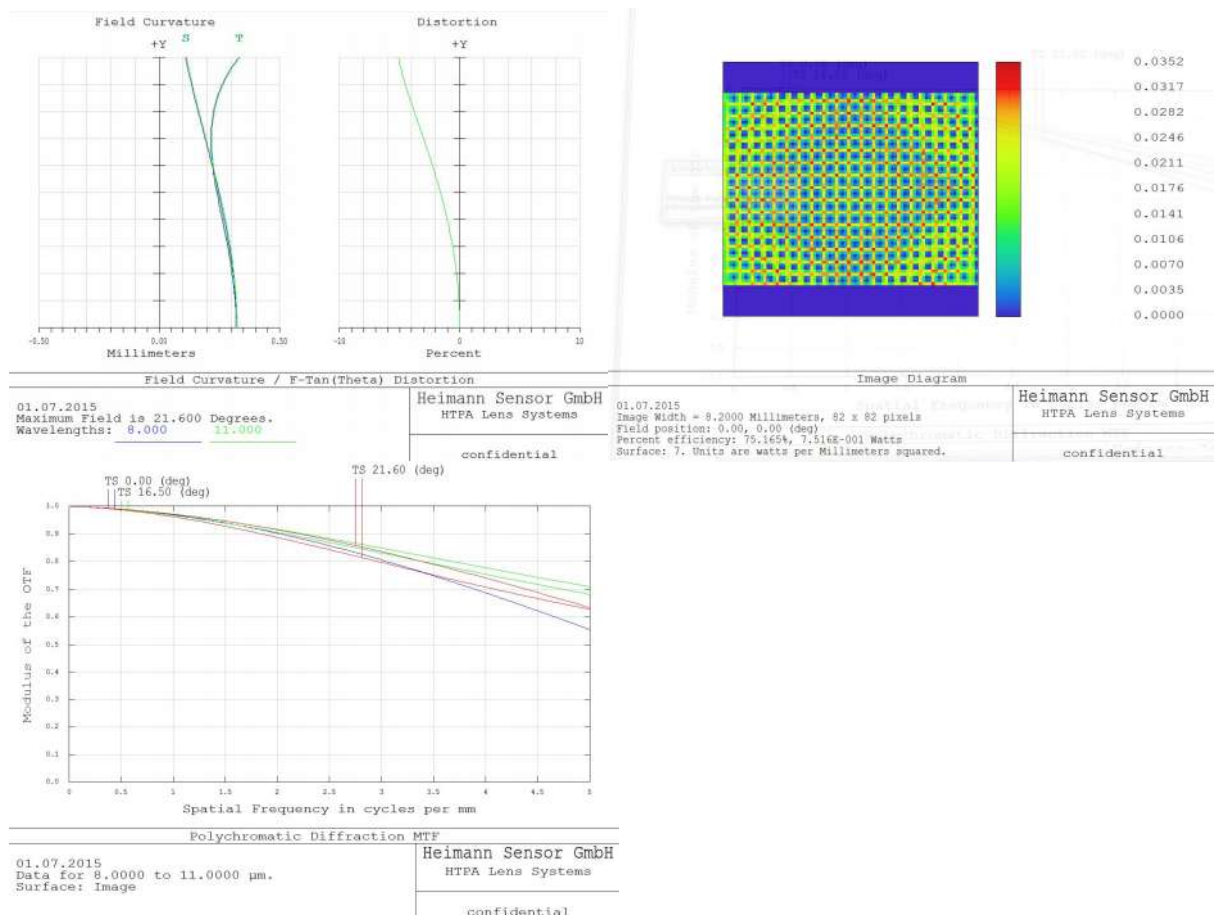 Field Curvature
+Y
S
T
-0.50
0.00
0.50
Millimeters
Distortion
+Y
-10
0
10
Percent
Field Curvature / F-Tan(Theta) Distortion
01.07.2015
Maximum Field is 21.600 Degrees.
Wavelengths: 8.000 11.000
Heimann Sensor GmbH
HTPA Lens Systems
confidential
0.0352
0.0317
0.0282
0.0246
0.0211
0.0176
0.0141
0.0106
0.0070
0.0035
0.0000
Image Diagram
01.07.2015
Image Width = 8.2000 Millimeters, 82 x 82 pixels
Field position: 0.00, 0.00 (deg)
Percent efficiency: 75.165%, 7.516E-001 Watts
Surface: 7. Units are watts per Millimeters squared.
Heimann Sensor GmbH
HTPA Lens Systems
confidential
TS 0.00 (deg)
TS 16.50 (deg)
TS 21.60 (deg)
1.0
0.9
0.8
0.7
0.6
0.5
0.4
0.3
0.2
0.1
0.0
Modulus of the OTF
0 0.5 1 1.5 2 2.5 3 3.5 4 4.5 5
Spatial Frequency in cycles per mm
Polychromatic Diffraction MTF
01.07.2015
Data for 8.0000 to 11.0000 µm.
Surface: Image
Heimann Sensor GmbH
HTPA Lens Systems
confidential